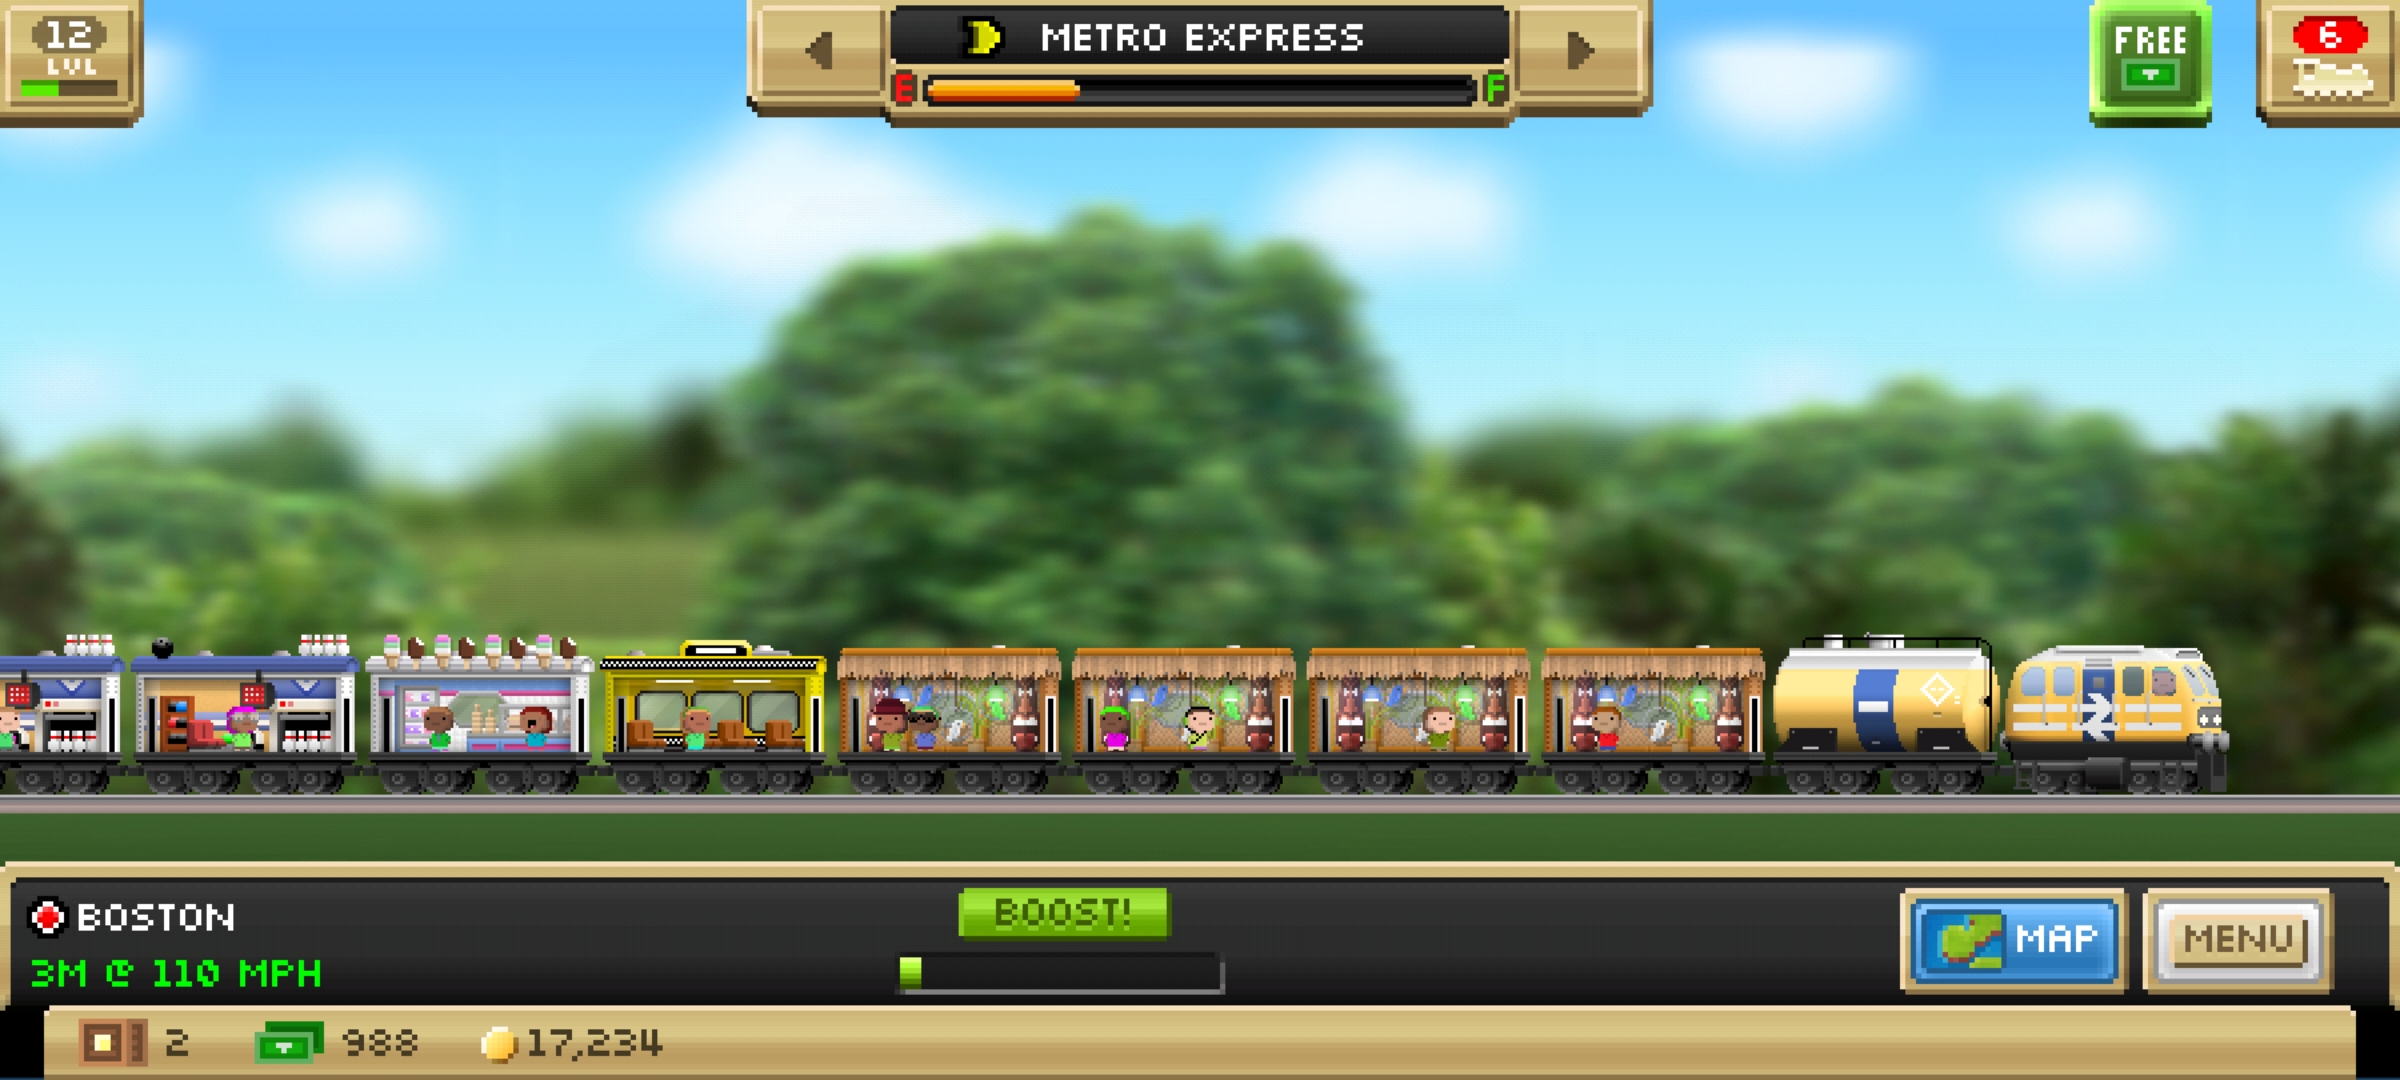 12
LVL
METRO EXPRESS
E F
FREE
6
BOSTON
3M @ 110 MPH
BOOST!
MAP
MENU
2 988 17,234